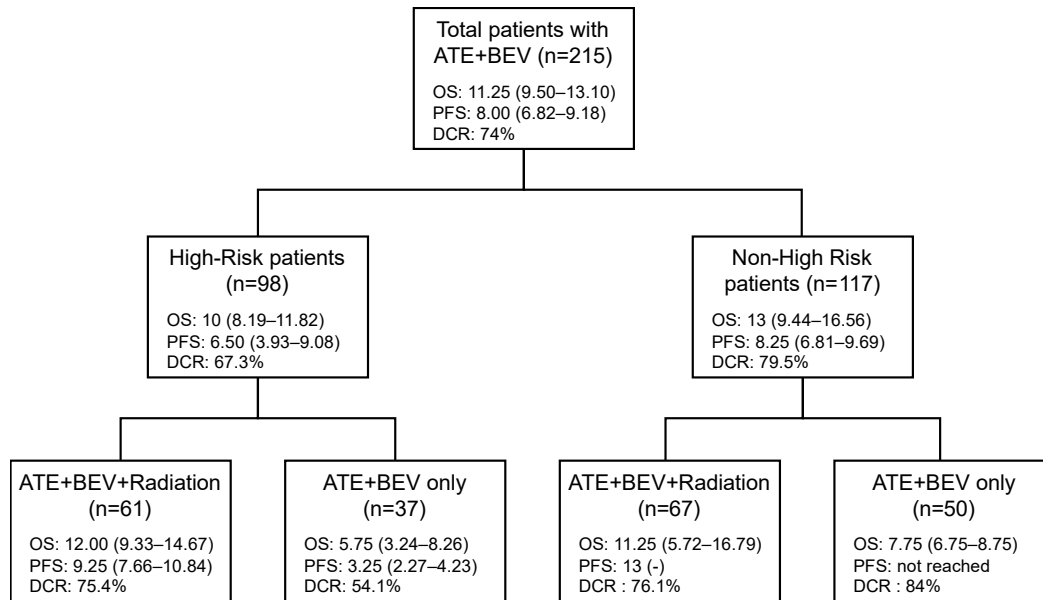 Total patients with
ATE+BEV (n=215)
OS: 11.25 (9.50–13.10)
PFS: 8.00 (6.82–9.18)
DCR: 74%
High-Risk patients
(n=98)
OS: 10 (8.19–11.82)
PFS: 6.50 (3.93–9.08)
DCR: 67.3%
Non-High Risk
patients (n=117)
OS: 13 (9.44–16.56)
PFS: 8.25 (6.81–9.69)
DCR: 79.5%
ATE+BEV+Radiation
(n=61)
OS: 12.00 (9.33–14.67)
PFS: 9.25 (7.66–10.84)
DCR: 75.4%
ATE+BEV only
(n=37)
OS: 5.75 (3.24–8.26)
PFS: 3.25 (2.27–4.23)
DCR: 54.1%
ATE+BEV+Radiation
(n=67)
OS: 11.25 (5.72–16.79)
PFS: 13 (-)
DCR : 76.1%
ATE+BEV only
(n=50)
OS: 7.75 (6.75–8.75)
PFS: not reached
DCR : 84%